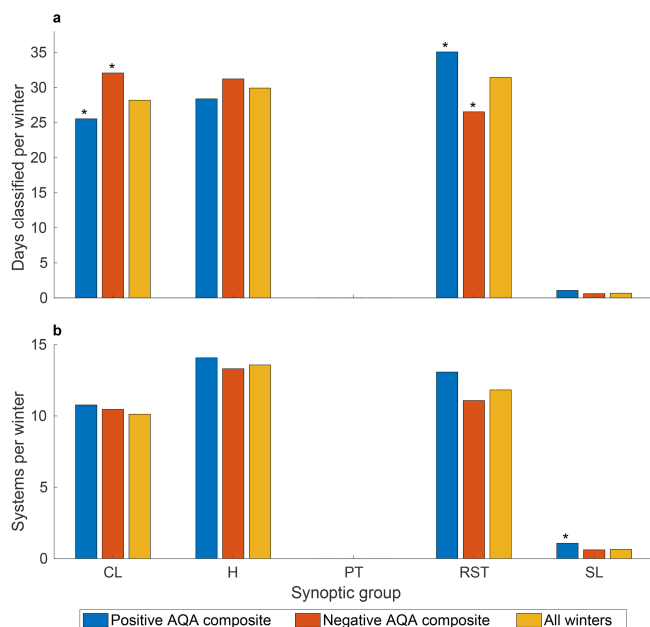 a
35
30
25
20
15
10
5
0
Days classified per winter
* * * *
b
15
10
5
0
Systems per winter
*
CL H PT RST SL
Synoptic group
Positive AQA composite Negative AQA composite All winters